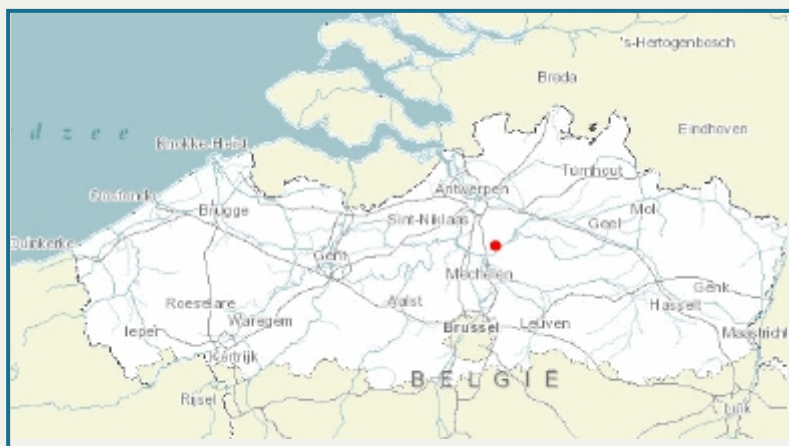 's-Hertogenbosch
Breda
Eindhoven
d z e e
Knokke-Heist
Turnhout
Antwerpen
Oostende
Brugge
Sint-Niklaas
Geel
Mol
Duinkerke
Gent
Mechelen
Genk
Roeselare
Aalst
Hasselt
Waregem
Brussel
Leuven
Ieper
Maastricht
Kortrijk
BELGIË
Rijsel
Luik